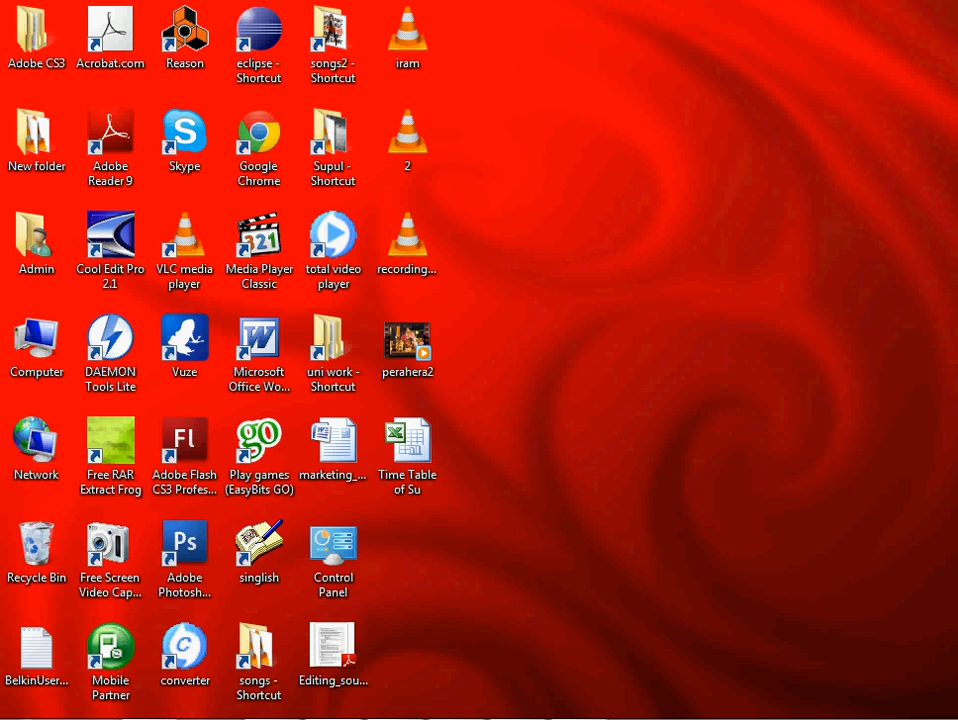 Adobe CS3
Acrobat.com
Reason
eclipse -
Shortcut
songs2 -
Shortcut
iram
New folder
Adobe
Reader 9
Skype
Google
Chrome
Supul -
Shortcut
2
Admin
Cool Edit Pro
2.1
VLC media
player
321
Media Player
Classic
total video
player
recording...
Computer
DAEMON
Tools Lite
Vuze
W
Microsoft
Office Wo...
uni work -
Shortcut
perahera2
Network
Free RAR
Extract Frog
Fl
Adobe Flash
CS3 Profes...
go
Play games
(EasyBits GO)
marketing_...
Time Table
of Su
Recycle Bin
Free Screen
Video Cap...
Ps
Adobe
Photosh...
singlish
Control
Panel
BelkinUser...
Mobile
Partner
C
converter
songs -
Shortcut
Editing_sou...